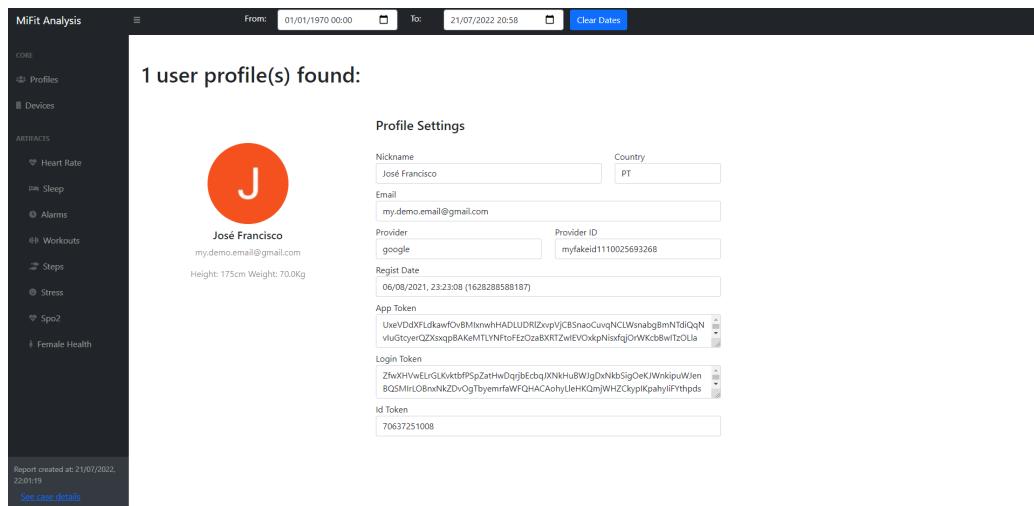 MiFit Analysis
From: 01/01/1970 00:00 To: 21/07/2022 20:58 Clear Dates
CORE
Profiles
Devices
ARTIFACTS
Heart Rate
Sleep
Alarms
Workouts
Steps
Stress
Spo2
Female Health
Report created at: 21/07/2022,
22:01:19
See case details
1 user profile(s) found:
J
José Francisco
my.demo.email@gmail.com
Height: 175cm Weight: 70.0Kg
Profile Settings
Nickname Country
José Francisco PT
Email
my.demo.email@gmail.com
Provider Provider ID
google myfakeid1110025693268
Regist Date
06/08/2021, 23:23:08 (1628288588187)
App Token
Login Token
Id Token
70637251008